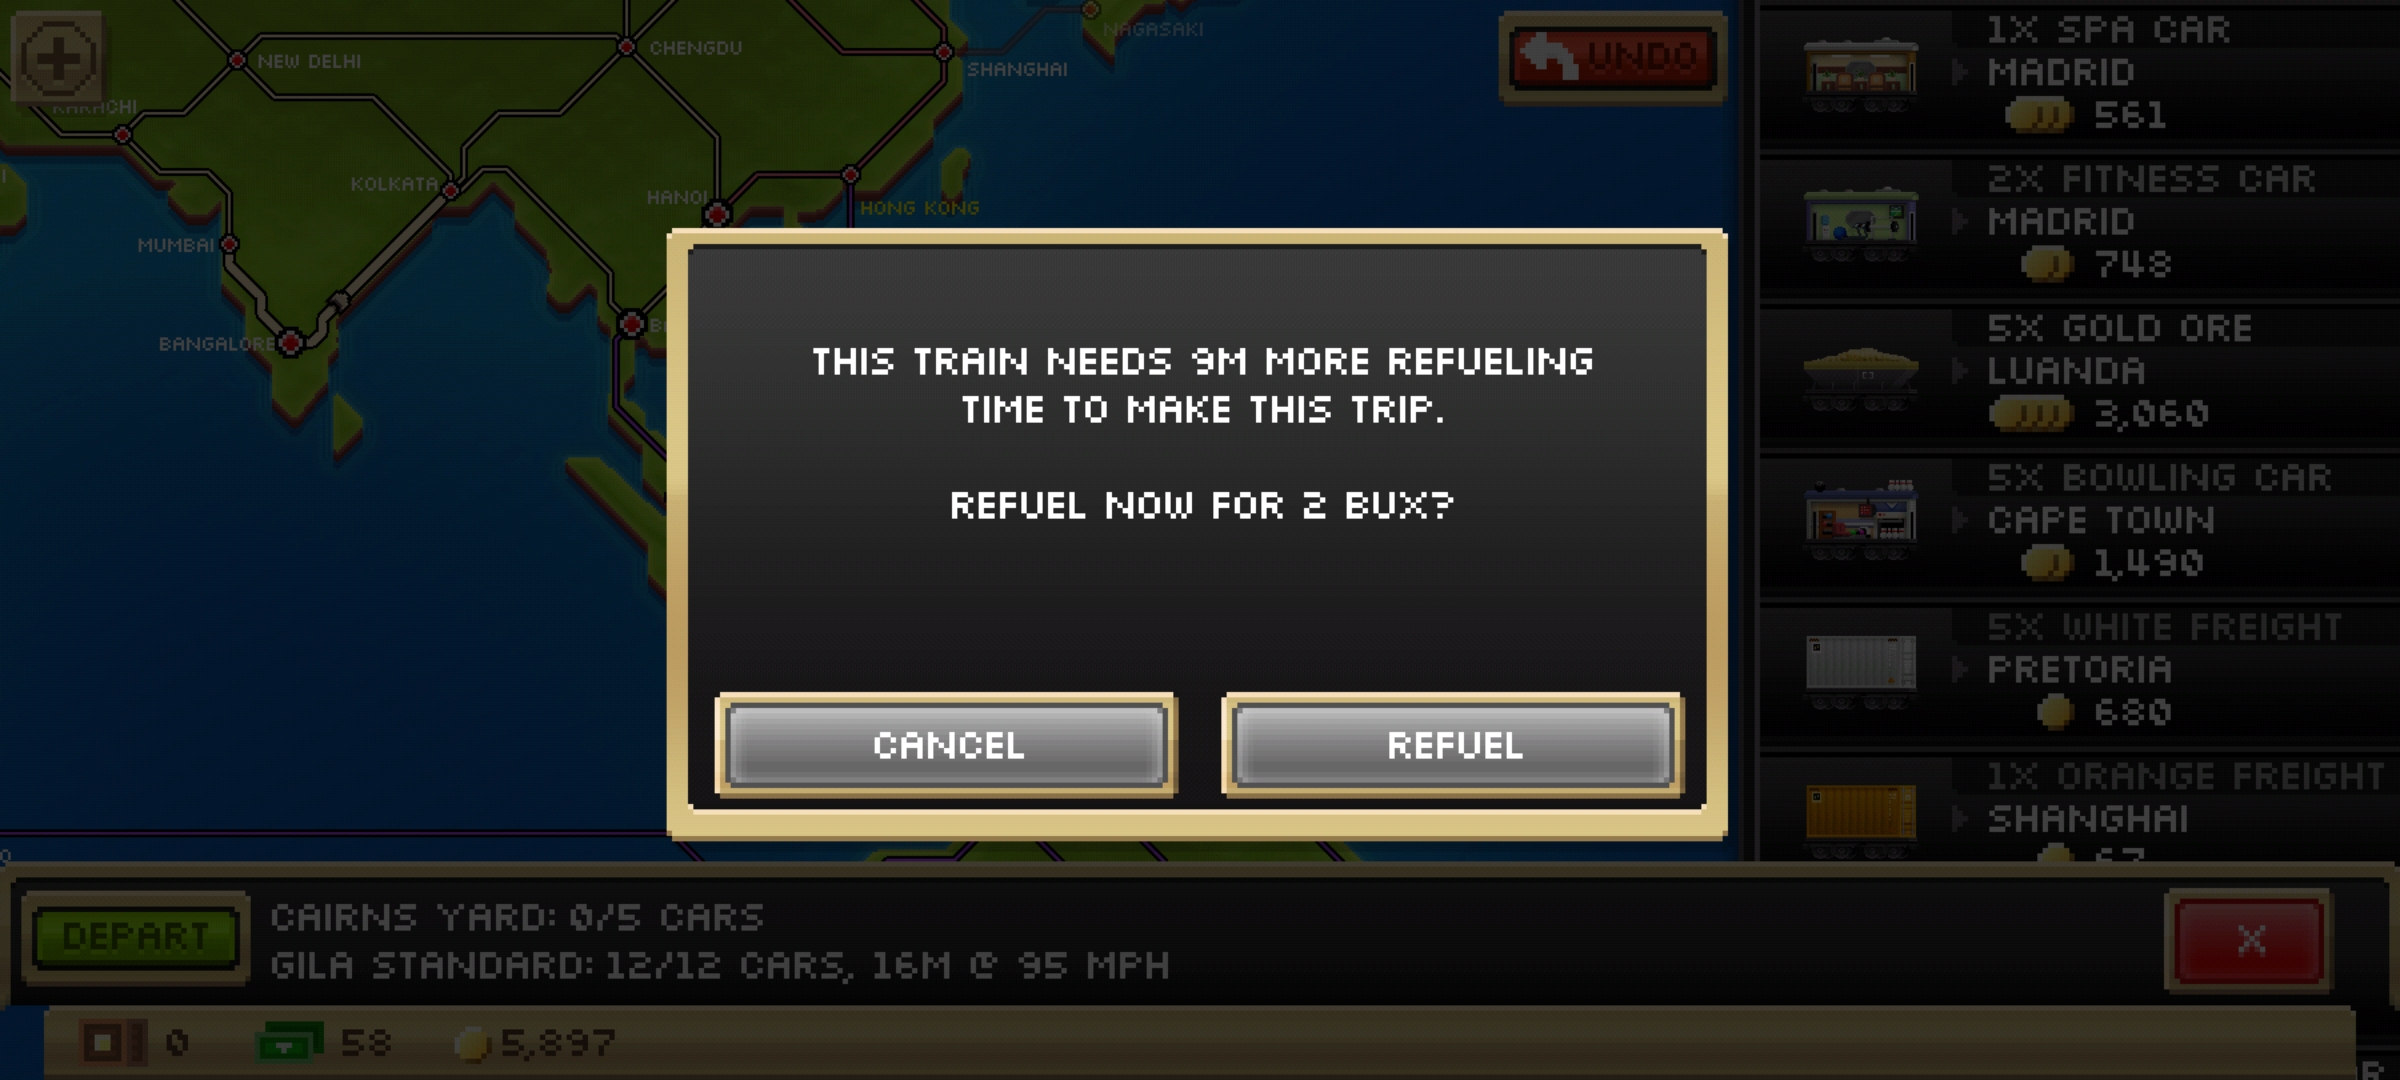 NEW DELHI
CHENGDU
NAGASAKI
SHANGHAI
KARACHI
KOLKATA
HANOI
HONG KONG
MUMBAI
BANGALORE
UNDO
1X SPA CAR
MADRID
561
2X FITNESS CAR
MADRID
748
5X GOLD ORE
LUANDA
3,060
5X BOWLING CAR
CAPE TOWN
1,490
5X WHITE FREIGHT
PRETORIA
680
1X ORANGE FREIGHT
SHANGHAI
67
THIS TRAIN NEEDS 9M MORE REFUELING
TIME TO MAKE THIS TRIP.
REFUEL NOW FOR 2 BUX?
CANCEL
REFUEL
DEPART
CAIRNS YARD: 0/5 CARS
GILA STANDARD: 12/12 CARS, 16M @ 95 MPH
X
0
58
5,897